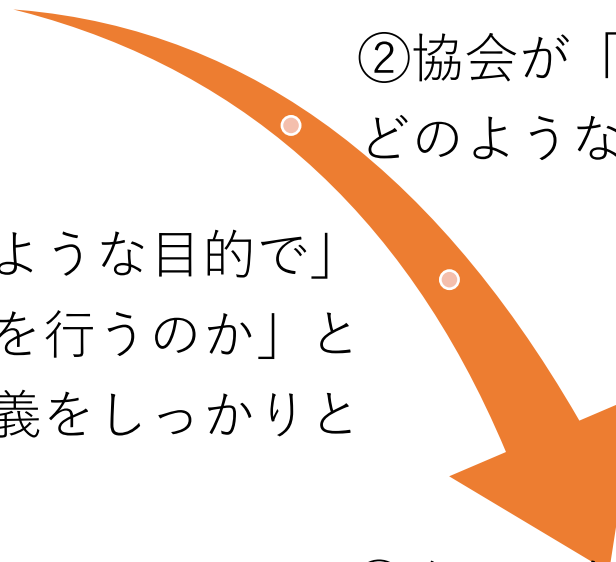 ②協会が「
どのような
ような目的で」
を行うのか」と
義をしっかりと